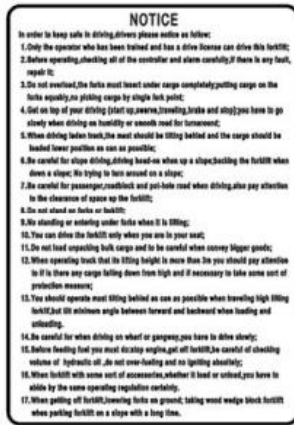 NOTICE
In order to keep safe in driving,drivers please notice as follow:
1.Only the operator who has been trained and has a drive license can drive this forklift;
2.Before operating,checking all of the controller and alarm carefully,if there is any fault,
repair it;
3.Do not overload,the forks must insert under cargo completely;putting cargo on the
forks equably,no picking cargo by single fork point;
4.Get on top of your driving (start up,swerve,traveling,brake and stop);you have to go
slowly when driving on humidity or smooth road for turnaround;
5.When driving laden truck,the mast should be tilting behind and the cargo should be
loaded lower position as can as possible;
6.Be careful for slope driving,driving head-on when up a slope;backing the forklift when
down a slope; No trying to turn around on a slope;
7.Be careful for passenger,roadblock and pot-hole road when driving,also pay attention
to the clearance of space up the forklift;
8.Do not stand on forks or forklift;
9.No standing or entering under forks when it is lifting;
10.You can drive the forklift only when you are in your seat;
11.Do not load unpacking bulk cargo and to be careful when convey bigger goods;
12.When operating truck that its lifting height is more than 3m you should pay attention
to if is there any cargo falling down from high and if necessary to take some sort of
protection measure;
13.You should operate mast tilting behind as can as possible when traveling high lifting
forklift,but tilt minimum angle between forward and backward when loading and
unloading.
14.Be careful for when driving on wharf or gangway,you have to drive slowly;
15.Before feeding fuel you must do:stop engine,get off forklift,be careful of checking
volume of hydraulic oil ,do not over-fueling and no igniting absolutely;
16.When forklift with some sort of accessories,whether it load or unload,you have to
abide by the same operating regulation certainly.
17.When getting off forklift,lowering forks on ground; taking wood wedge block forklift
when parking forklift on a slope with a long time.